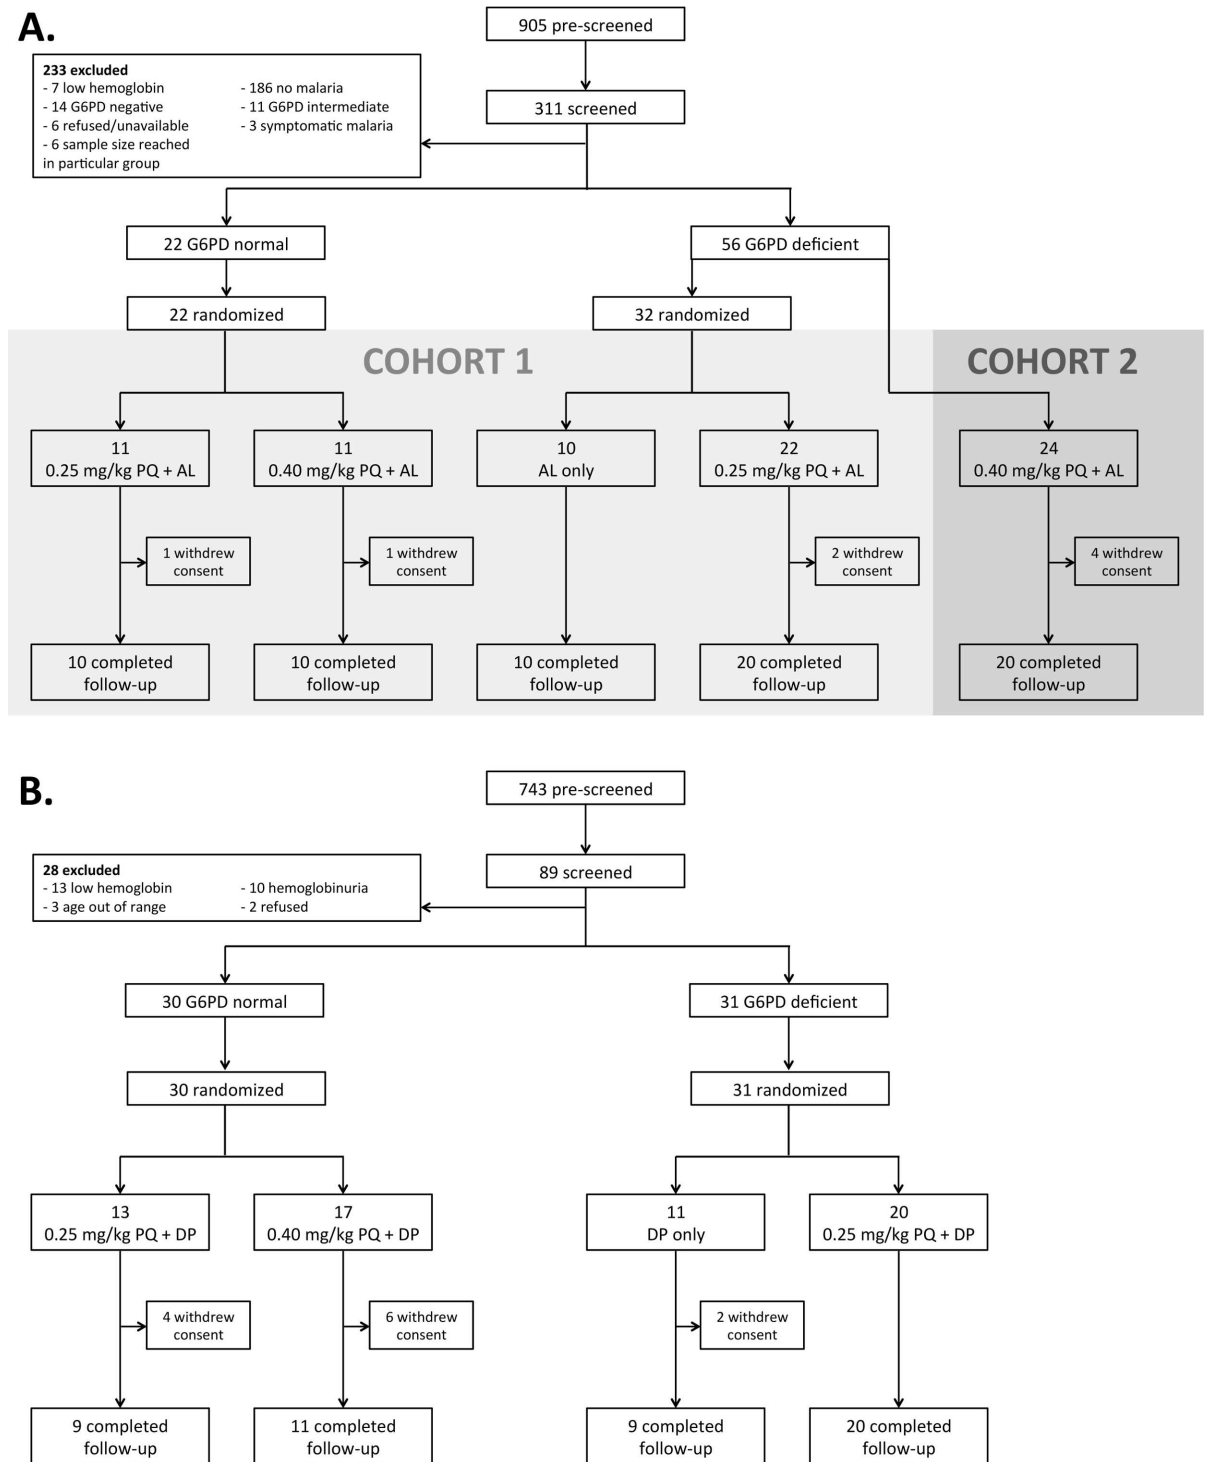 A.
905 pre-screened
233 excluded
- 7 low hemoglobin
- 186 no malaria
- 14 G6PD negative
- 11 G6PD intermediate
- 6 refused/unavailable
- 3 symptomatic malaria
- 6 sample size reached
in particular group
311 screened
22 G6PD normal
56 G6PD deficient
22 randomized
32 randomized
COHORT 1
COHORT 2
11
0.25 mg/kg PQ + AL
11
0.40 mg/kg PQ + AL
10
AL only
22
0.25 mg/kg PQ + AL
24
0.40 mg/kg PQ + AL
1 withdrew
consent
1 withdrew
consent
2 withdrew
consent
4 withdrew
consent
10 completed
follow-up
10 completed
follow-up
10 completed
follow-up
20 completed
follow-up
20 completed
follow-up
B.
743 pre-screened
28 excluded
- 13 low hemoglobin
- 10 hemoglobinuria
- 3 age out of range
- 2 refused
89 screened
30 G6PD normal
31 G6PD deficient
30 randomized
31 randomized
13
0.25 mg/kg PQ + DP
17
0.40 mg/kg PQ + DP
11
DP only
20
0.25 mg/kg PQ + DP
4 withdrew
consent
6 withdrew
consent
2 withdrew
consent
9 completed
follow-up
11 completed
follow-up
9 completed
follow-up
20 completed
follow-up